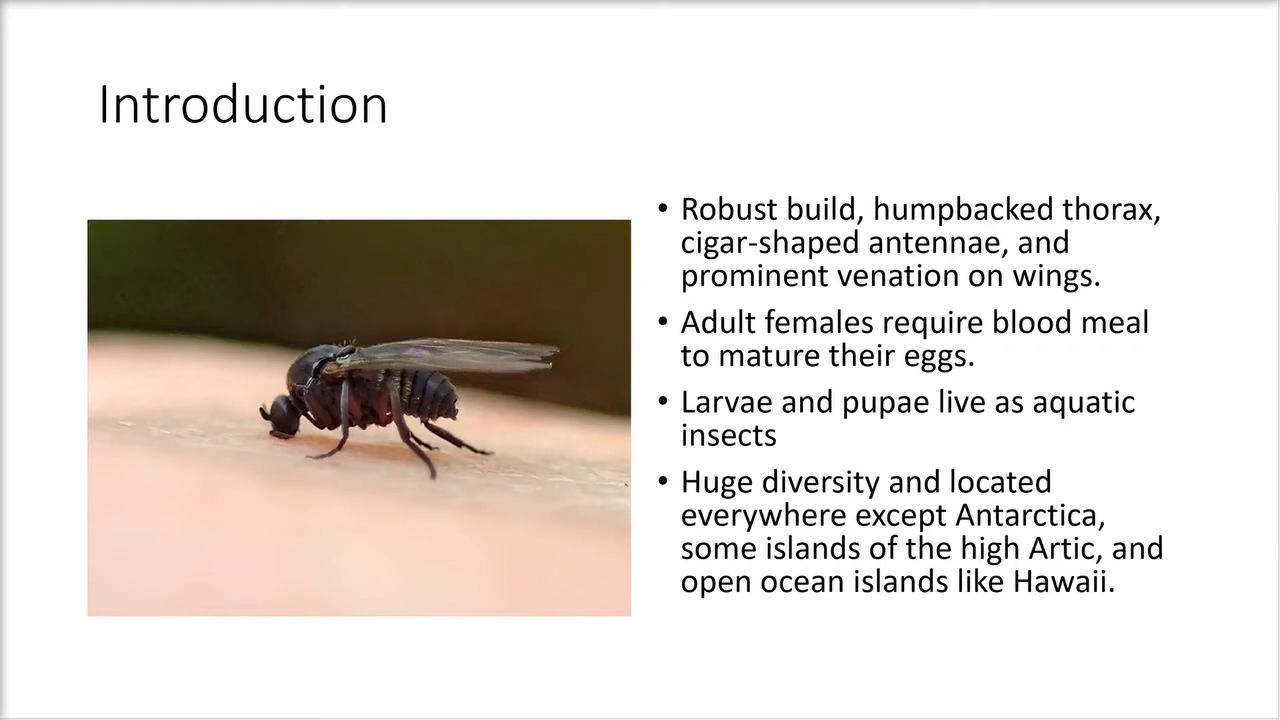 Introduction
• Robust build, humpbacked thorax,
cigar-shaped antennae, and
prominent venation on wings.
• Adult females require blood meal
to mature their eggs.
• Larvae and pupae live as aquatic
insects
• Huge diversity and located
everywhere except Antarctica,
some islands of the high Artic, and
open ocean islands like Hawaii.